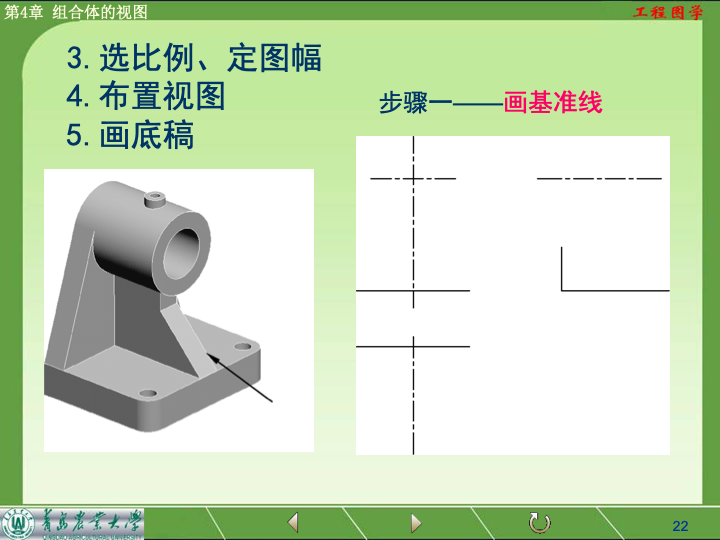 第4章 组合体的视图
工程图学
3.选比例、定图幅
4.布置视图
5.画底稿
步骤一——画基准线
青岛农业大学
22